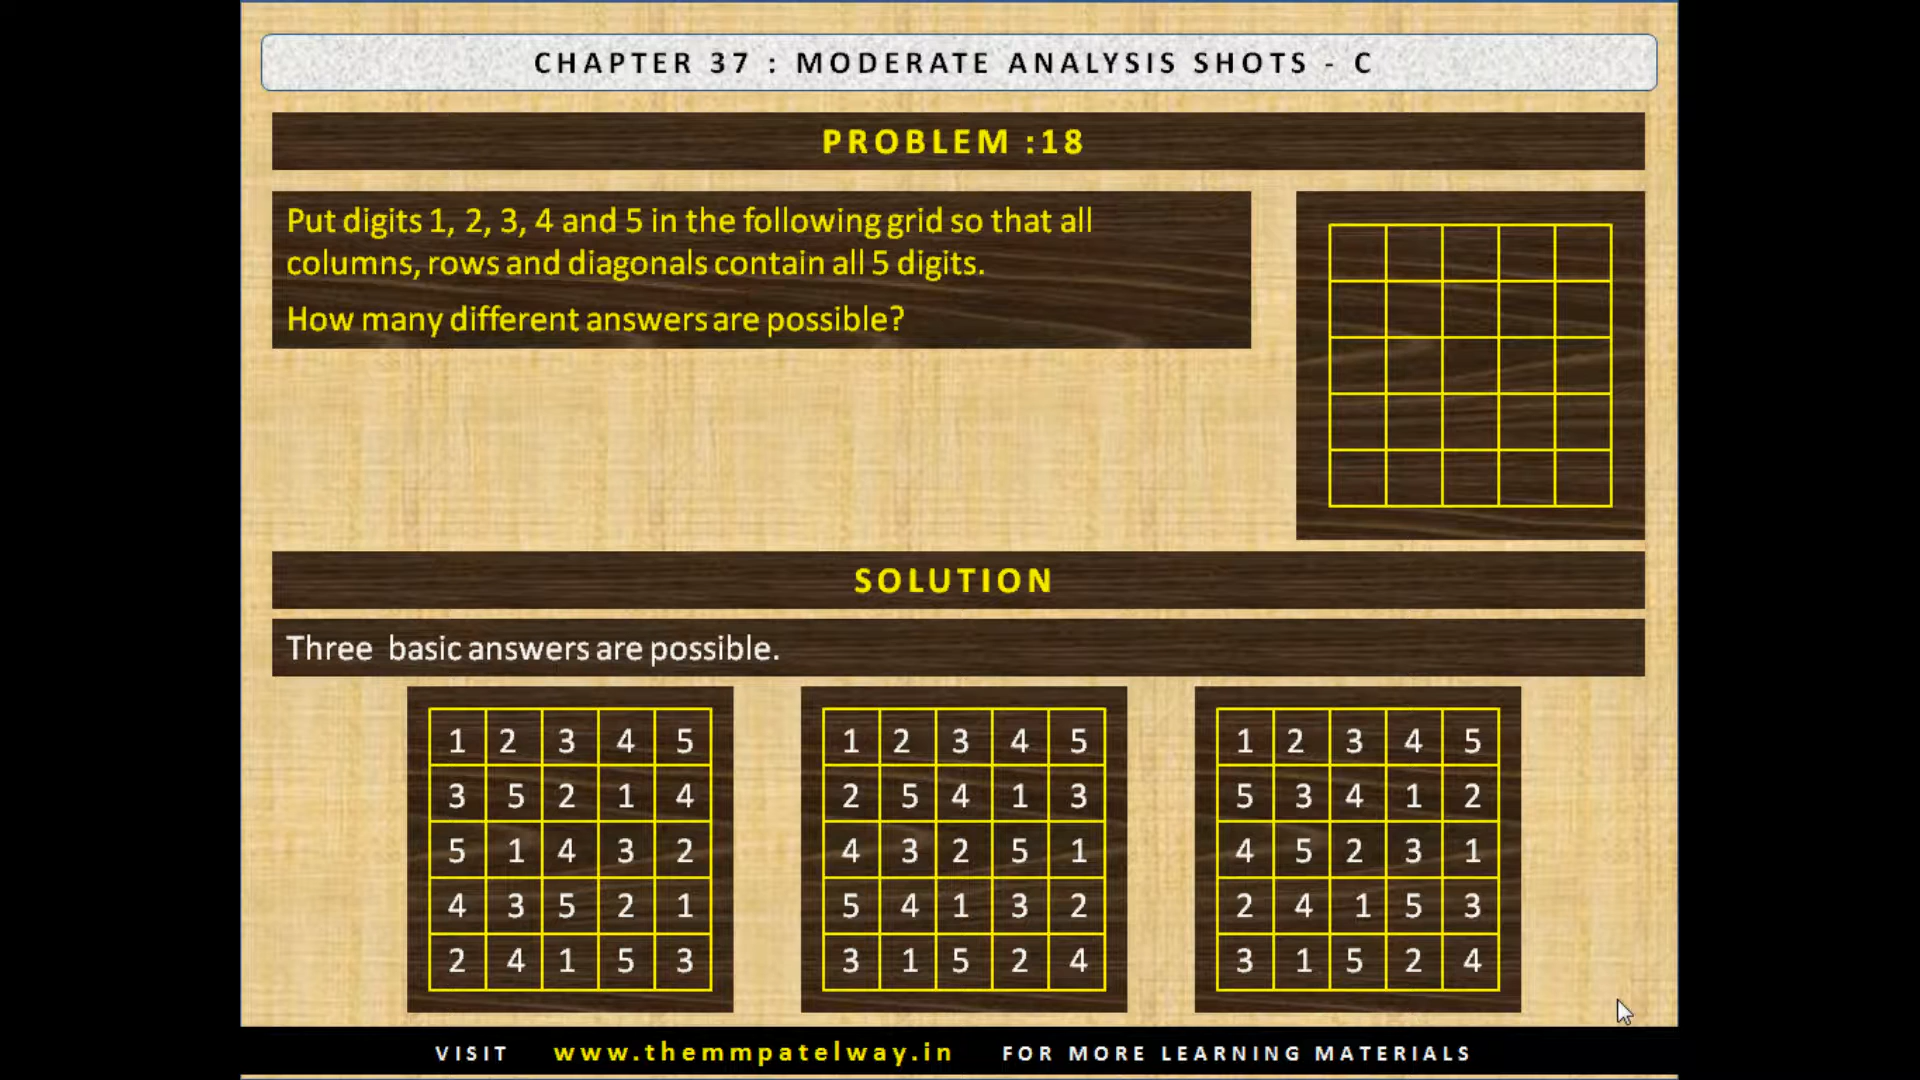 CHAPTER 37 : MODERATE ANALYSIS SHOTS - C
PROBLEM :18
Put digits 1, 2, 3, 4 and 5 in the following grid so that all
columns, rows and diagonals contain all 5 digits.
How many different answers are possible?
SOLUTION
Three basic answers are possible.
1 2 3 4 5
3 5 2 1 4
5 1 4 3 2
4 3 5 2 1
2 4 1 5 3
1 2 3 4 5
2 5 4 1 3
4 3 2 5 1
5 4 1 3 2
3 1 5 2 4
1 2 3 4 5
5 3 4 1 2
4 5 2 3 1
2 4 1 5 3
3 1 5 2 4
VISIT www.themmpatelway.in FOR MORE LEARNING MATERIALS